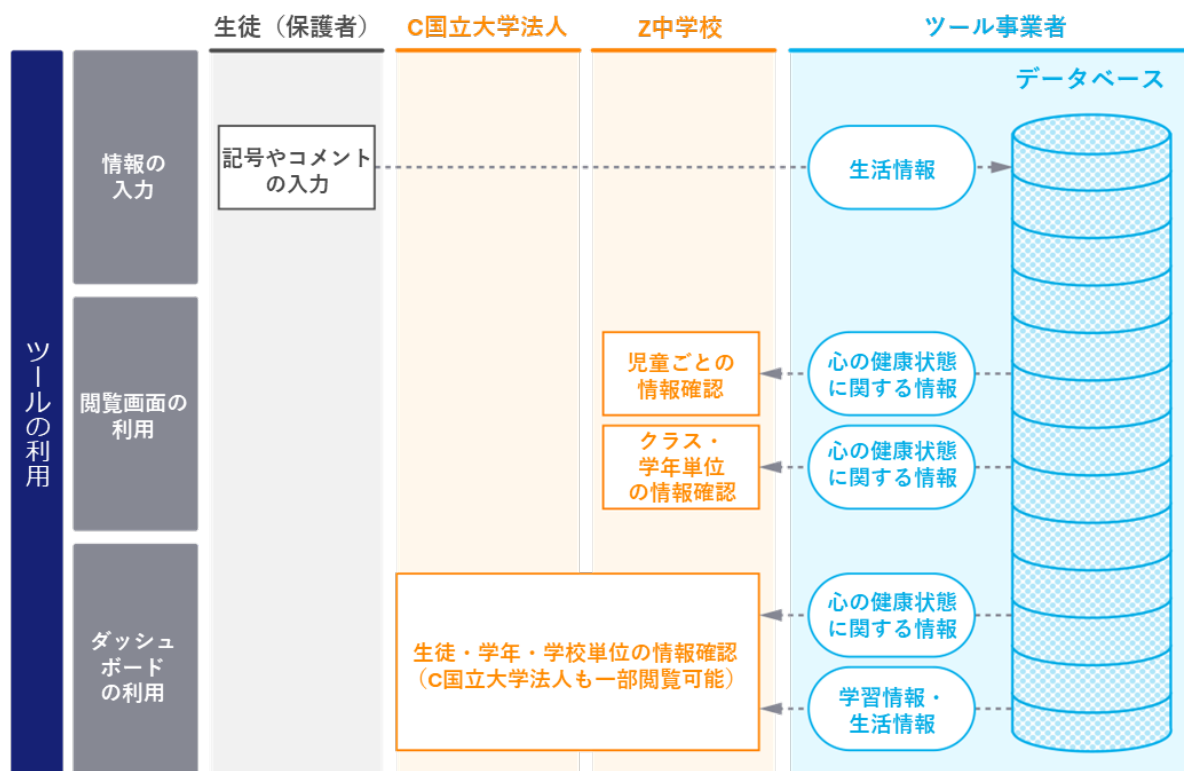 生徒（保護者）
C国立大学法人
Z中学校
ツール事業者
データベース
ツールの利用
情報の
入力
記号やコメント
の入力
生活情報
閲覧画面の
利用
児童ごとの
情報確認
心の健康状態
に関する情報
クラス・
学年単位
の情報確認
心の健康状態
に関する情報
ダッシュ
ボード
の利用
生徒・学年・学校単位の情報確認
（C国立大学法人も一部閲覧可能）
心の健康状態
に関する情報
学習情報・
生活情報